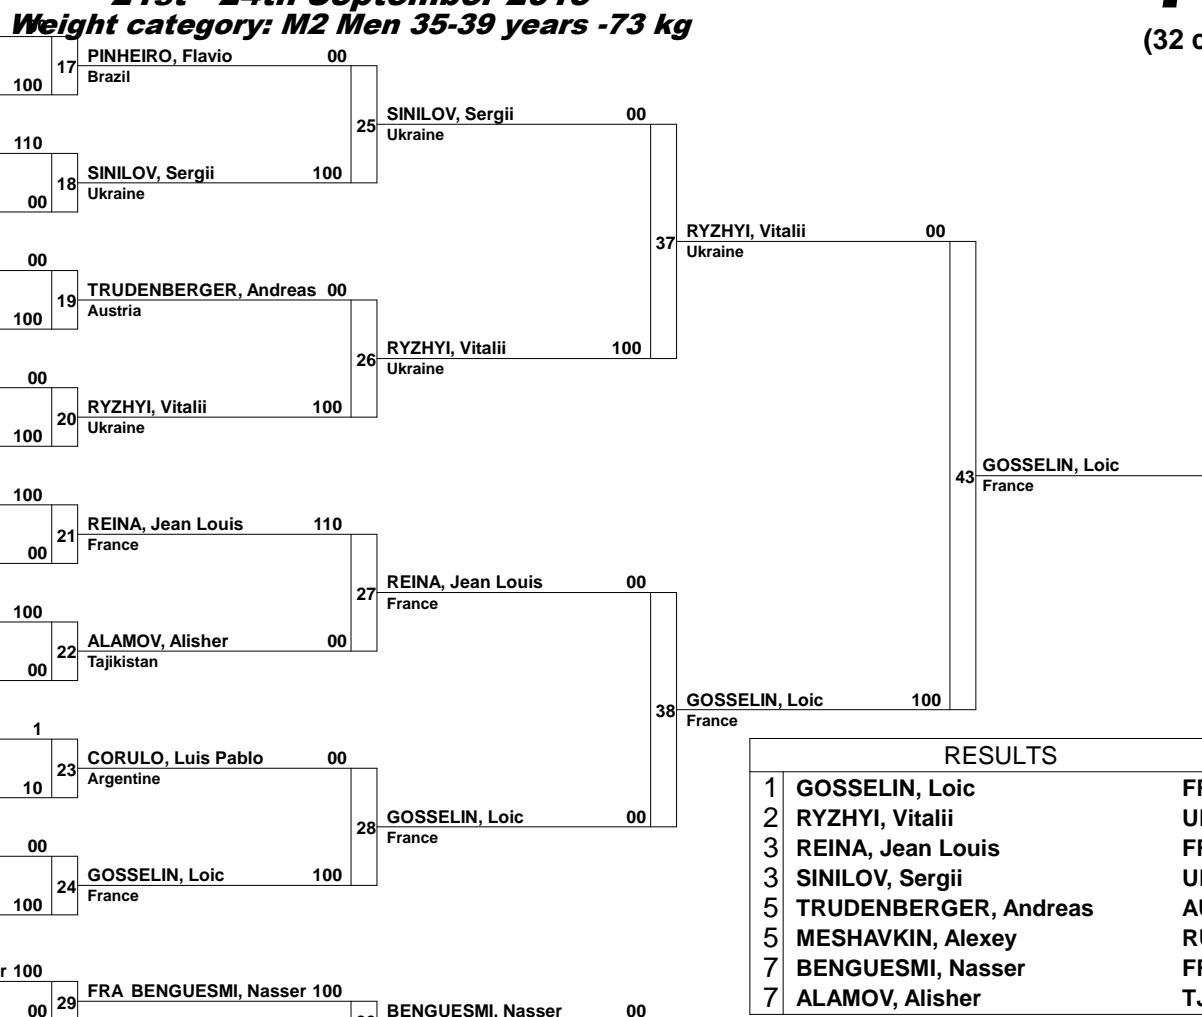 Weight category: M2 Men 35-39 years -73 kg
(32
17 PINHEIRO, Flavio 00
100 Brazil
SINILOV, Sergii 00
25 Ukraine
110
18 SINILOV, Sergii 100
00 Ukraine
RYZHYI, Vitalii 00
37 Ukraine
00
19 TRUDENBERGER, Andreas 00
100 Austria
RYZHYI, Vitalii 100
26 Ukraine
00
20 RYZHYI, Vitalii 100
100 Ukraine
GOSSELIN, Loic
43 France
100
21 REINA, Jean Louis 110
00 France
REINA, Jean Louis 00
27 France
100
22 ALAMOV, Alisher 00
00 Tajikistan
GOSSELIN, Loic 100
38 France
1
23 CORULO, Luis Pablo 00
10 Argentine
GOSSELIN, Loic 00
28 France
00
24 GOSSELIN, Loic 100
100 France
RESULTS
1 GOSSELIN, Loic
2 RYZHYI, Vitalii
3 REINA, Jean Louis
3 SINILOV, Sergii
5 TRUDENBERGER, Andreas
5 MESHAVKIN, Alexey
7 BENGUESMI, Nasser
7 ALAMOV, Alisher
r 100
29 FRA BENGUESMI, Nasser 100
00
BENGUESMI, Nasser 00